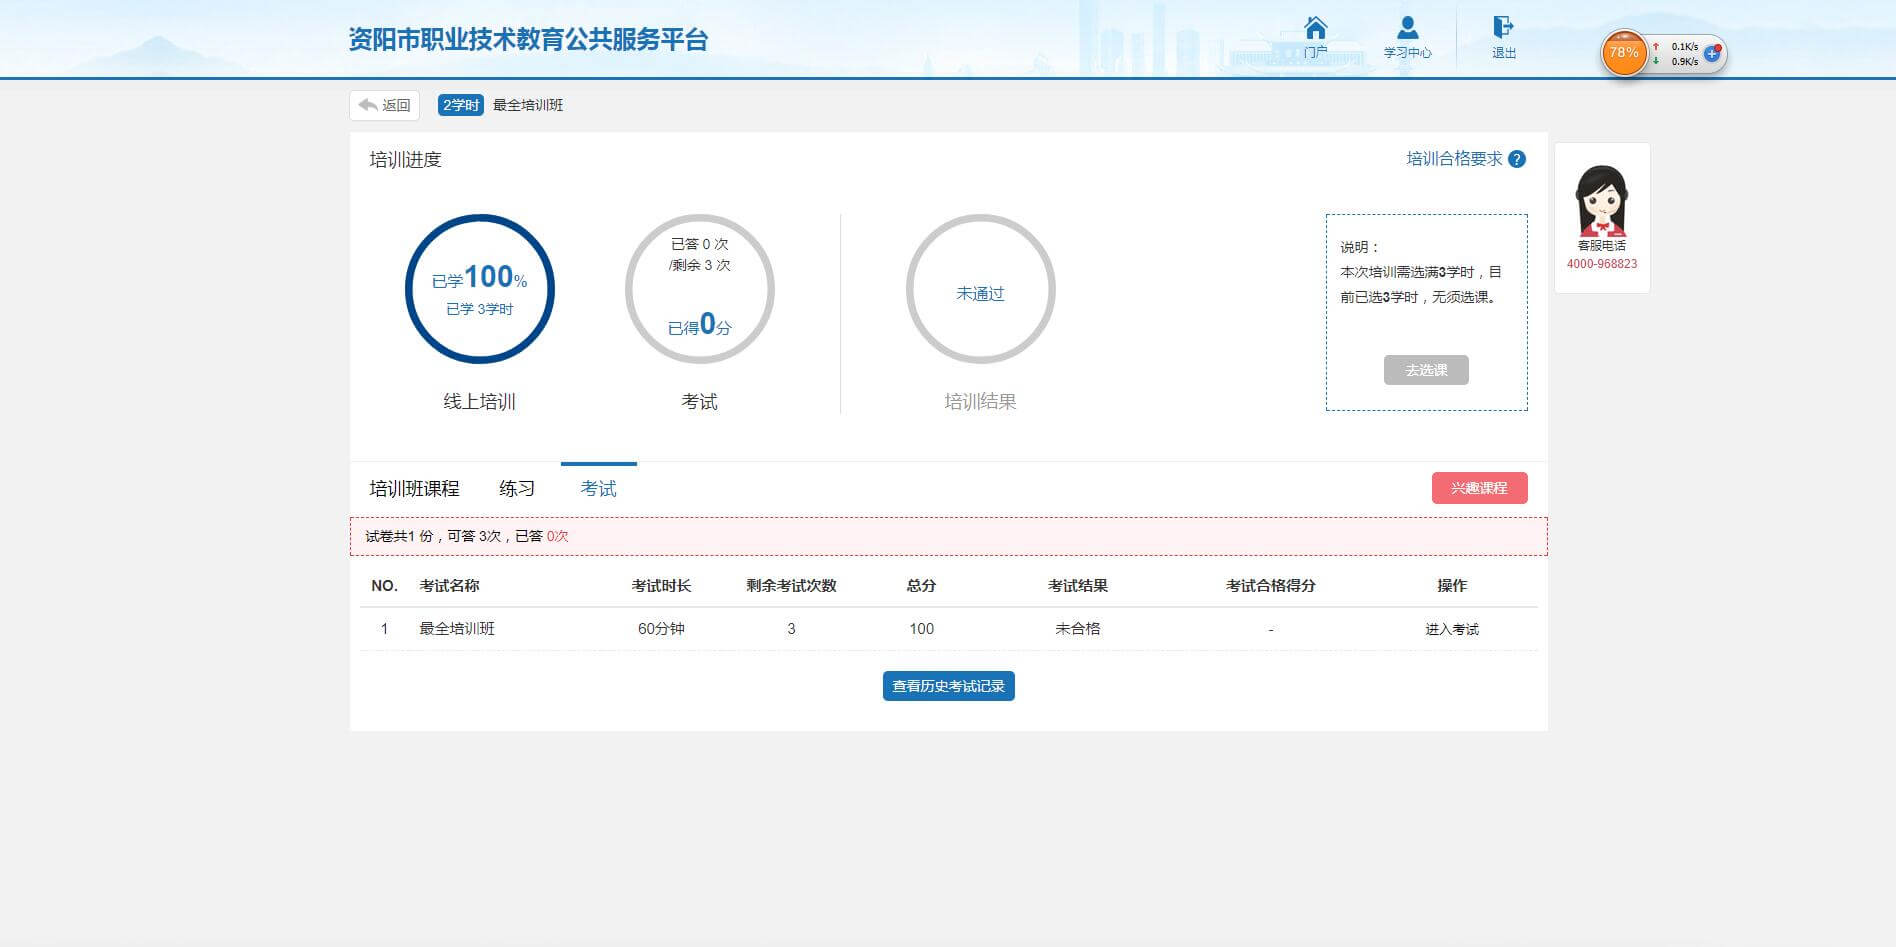 资阳市职业技术教育公共服务平台
门户
学习中心
退出
78%
0.1K/s
0.9K/s
返回
2学时 最全培训班
培训进度
培训合格要求 ?
已学100%
已学 3学时
线上培训
已答 0 次
/剩余 3 次
已得0分
考试
未通过
培训结果
说明：
本次培训需选满3学时，目
前已选3学时，无须选课。
去选课
客服电话
4000-968823
培训班课程 练习 考试
兴趣课程
试卷共1 份，可答 3次，已答 0次
NO. 考试名称 考试时长 剩余考试次数 总分 考试结果 考试合格得分 操作
1 最全培训班 60分钟 3 100 未合格 - 进入考试
查看历史考试记录